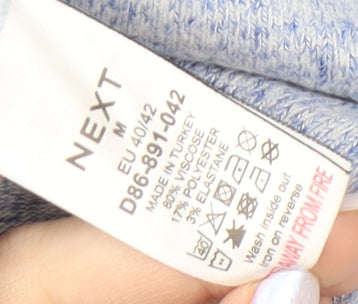 NEXT
M
EU 40/42
D86-891-042
MADE IN TURKEY
80% VISCOSE
17% POLYESTER
3% ELASTANE
40
Wash inside out
Iron on reverse
AWAY FROM FIRE